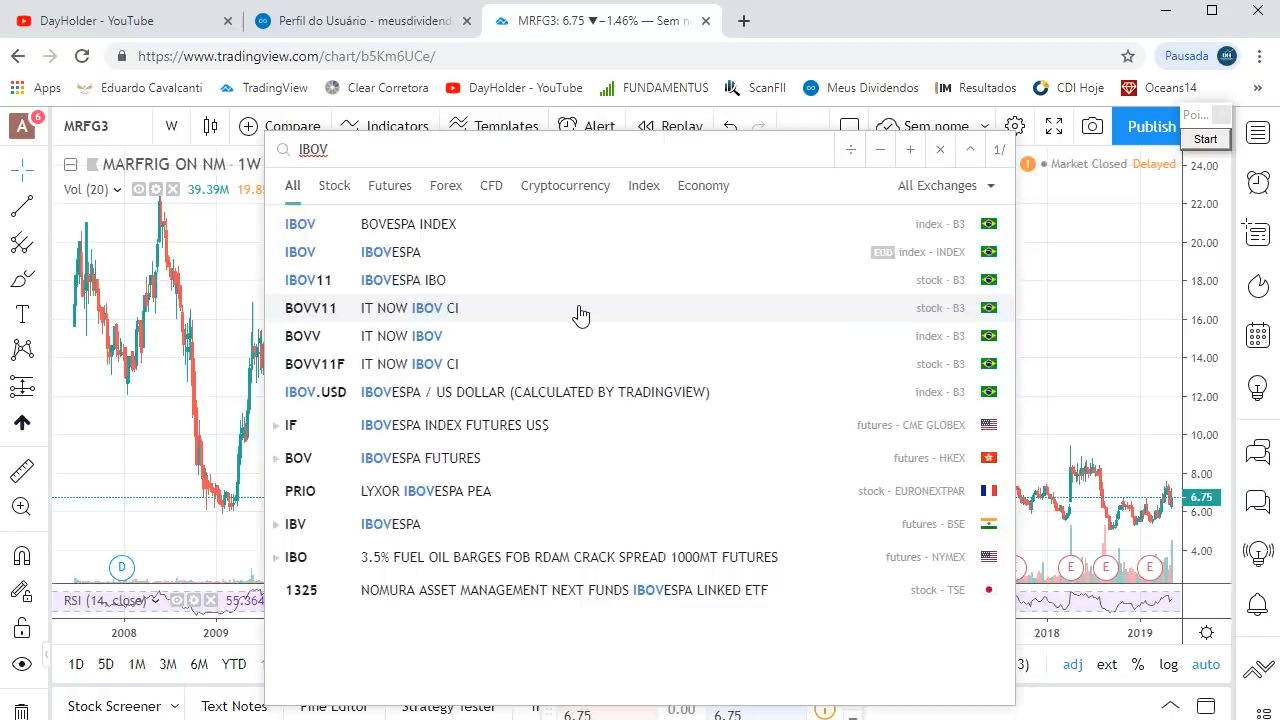 DayHolder - YouTube
Perfil do Usuário - meusdividend
MRFG3: 6.75 ▼−1.46% — Sem n
https://www.tradingview.com/chart/b5Km6UCe/
Pausada
Apps
Eduardo Cavalcanti
TradingView
Clear Corretor
DayHolder - YouTube
FUNDAMENTUS
ScanFII
Meus Dividendos
IM Resultados
CDI Hoje
Oceans14
»
A 6
MRFG3
W
Compare
Indicators
Templates
Alert
Replay
Sem nome
Publish
Poi...
Start
IBOV
÷ − + × 1/
MARFRIG ON NM · 1W
Market Closed Delayed
Vol (20) 39.39M 19.8
All Stock Futures Forex CFD Cryptocurrency Index Economy All Exchanges
IBOV BOVESPA INDEX index - B3
IBOV IBOVESPA EOD index - INDEX
IBOV11 IBOVESPA IBO stock - B3
BOVV11 IT NOW IBOV CI stock - B3
BOVV IT NOW IBOV index - B3
BOVV11F IT NOW IBOV CI stock - B3
IBOV.USD IBOVESPA / US DOLLAR (CALCULATED BY TRADINGVIEW) index - B3
IF IBOVESPA INDEX FUTURES US$ futures - CME GLOBEX
BOV IBOVESPA FUTURES futures - HKEX
PRIO LYXOR IBOVESPA PEA stock - EURONEXTPAR
IBV IBOVESPA futures - BSE
IBO 3.5% FUEL OIL BARGES FOB RDAM CRACK SPREAD 1000MT FUTURES futures - NYMEX
1325 NOMURA ASSET MANAGEMENT NEXT FUNDS IBOVESPA LINKED ETF stock - TSE
24.00
22.00
20.00
18.00
16.00
14.00
12.00
10.00
8.00
6.75
6.00
4.00
D
E E E
RSI (14, close) 55.364
2008 2009 2018 2019
1D 5D 1M 3M 6M YTD
3) adj ext % log auto
Stock Screener Text Notes Pine Editor Strategy Tester
6.75 0.00 6.75